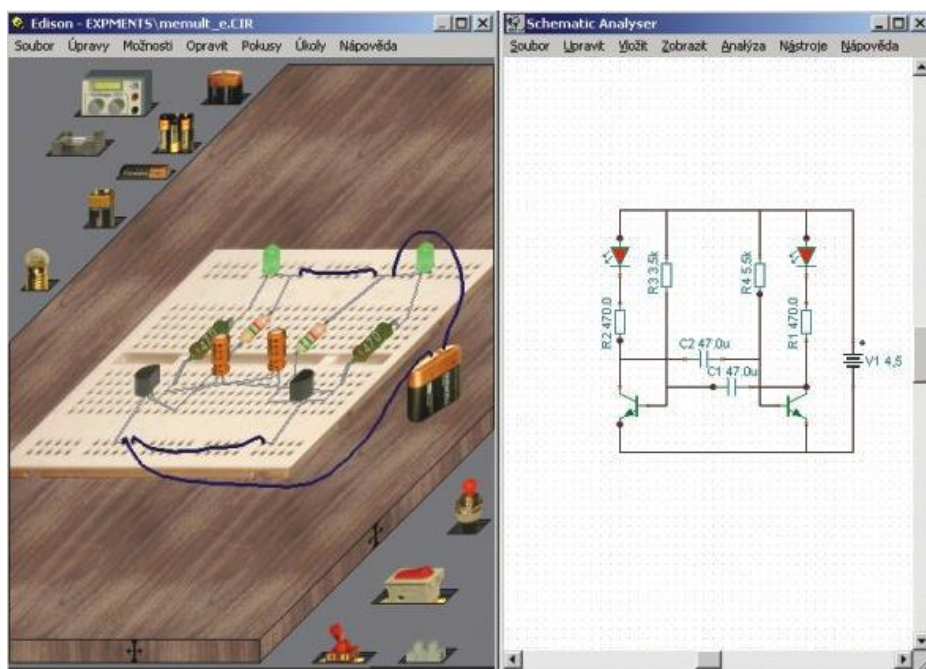 Edison - EXPMENTS\memult_e.CIR
Soubor Úpravy Možnosti Opravit Pokusy Úkoly Nápověda
Schematic Analyser
Soubor Upravit Vložit Zobrazit Analýza Nástroje Nápověda
R3 3,5k
R4 5,5k
R2 470.0
R1 470.0
C2 47.0u
C1 47.0u
V1 4,5